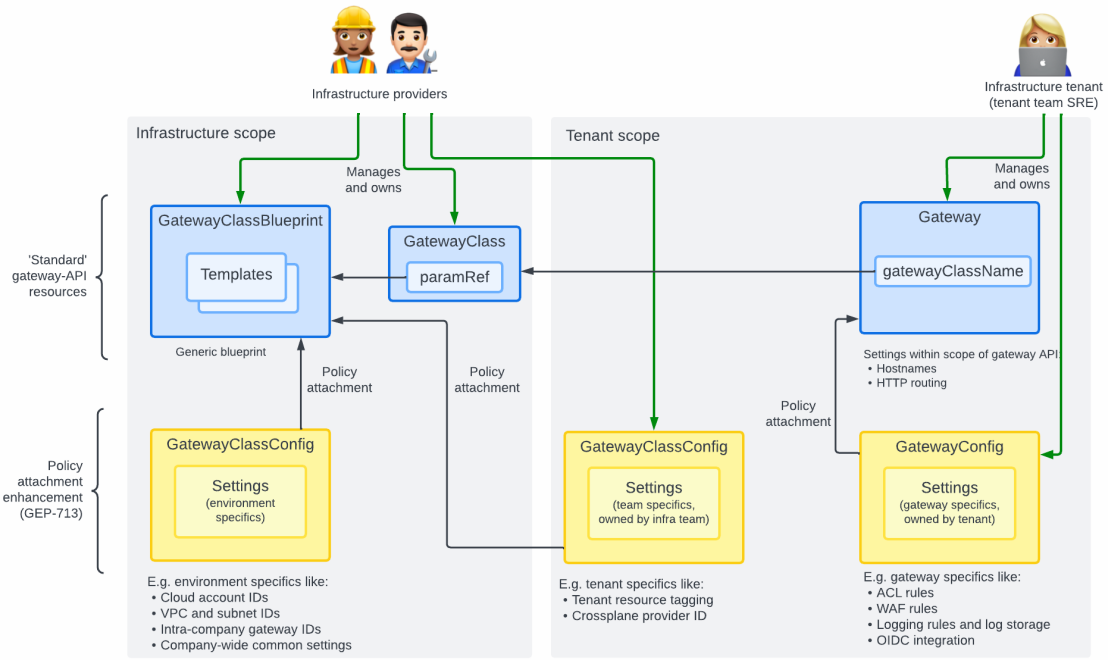 Infrastructure providers
Infrastructure tenant
(tenant team SRE)
Infrastructure scope
Tenant scope
Manages
and owns
Manages
and owns
'Standard'
gateway-API
resources
GatewayClassBlueprint
Templates
Generic blueprint
GatewayClass
paramRef
Gateway
gatewayClassName
Settings within scope of gateway API:
• Hostnames
• HTTP routing
Policy
attachment
Policy
attachment
Policy
attachment
Policy
attachment
enhancement
(GEP-713)
GatewayClassConfig
Settings
(environment
specifics)
E.g. environment specifics like:
• Cloud account IDs
• VPC and subnet IDs
• Intra-company gateway IDs
• Company-wide common settings
GatewayClassConfig
Settings
(team specifics,
owned by infra team)
E.g. tenant specifics like:
• Tenant resource tagging
• Crossplane provider ID
GatewayConfig
Settings
(gateway specifics,
owned by tenant)
E.g. gateway specifics like:
• ACL rules
• WAF rules
• Logging rules and log storage
• OIDC integration